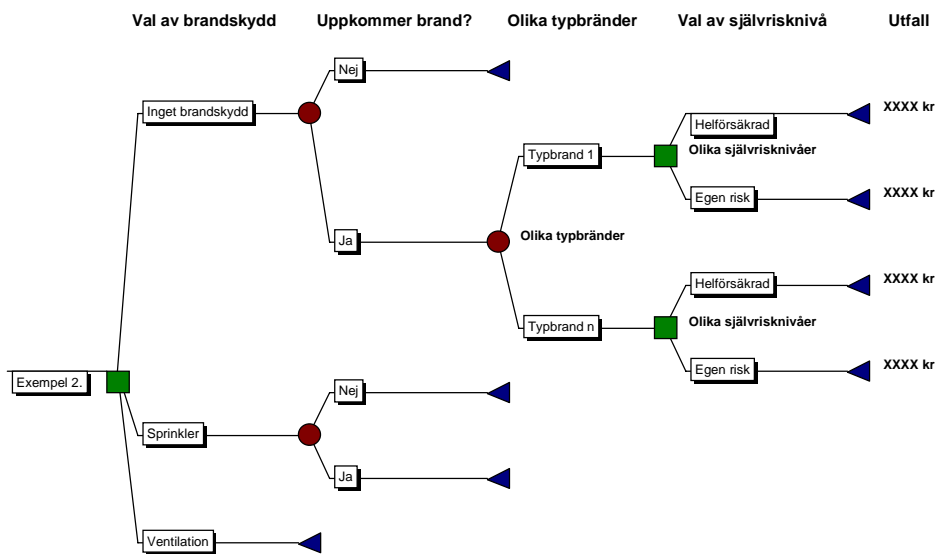 Val av brandskydd Uppkommer brand? Olika typbränder Val av självrisknivå Utfall
Nej
Inget brandskydd
Helförsäkrad
XXXX kr
Typbrand 1
Olika självrisknivåer
Egen risk
XXXX kr
Ja
Olika typbränder
Helförsäkrad
XXXX kr
Typbrand n
Olika självrisknivåer
Egen risk
XXXX kr
Exempel 2.
Nej
Sprinkler
Ja
Ventilation